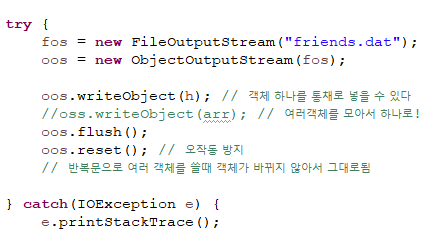 try {
fos = new FileOutputStream("friends.dat");
oos = new ObjectOutputStream(fos);
oos.writeObject(h); // 객체 하나를 통채로 넣을 수 있다
//oss.writeObject(arr); // 여러객체를 모아서 하나로!
oos.flush();
oos.reset(); // 오작동 방지
// 반복문으로 여러 객체를 쓸때 객체가 바뀌지 않아서 그대로됨
} catch(IOException e) {
e.printStackTrace();